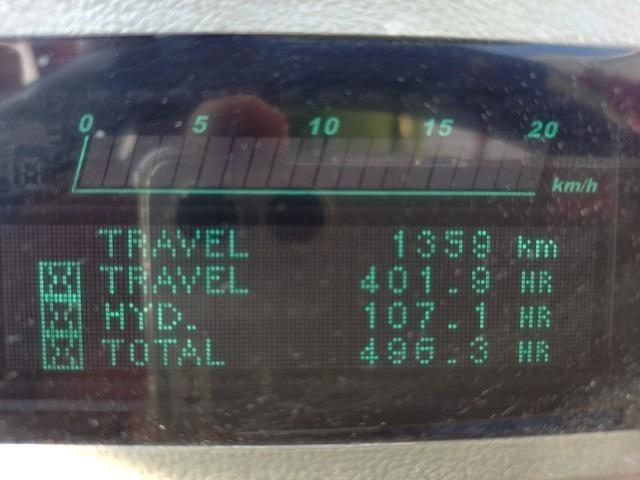 0 5 10 15 20
km/h
TRAVEL 1359 km
TRAVEL 401.9 HR
HYD. 107.1 HR
TOTAL 496.3 HR